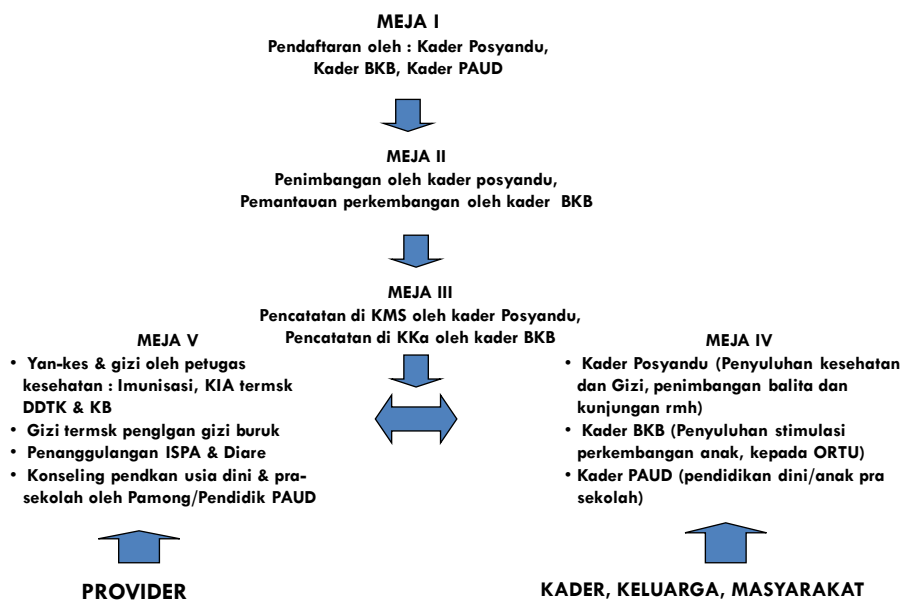 MEJA I
Pendaftaran oleh : Kader Posyandu,
Kader BKB, Kader PAUD
MEJA II
Penimbangan oleh kader posyandu,
Pemantauan perkembangan oleh kader BKB
MEJA III
Pencatatan di KMS oleh kader Posyandu,
Pencatatan di KKa oleh kader BKB
MEJA V
• Yan-kes & gizi oleh petugas
kesehatan : Imunisasi, KIA termsk
DDTK & KB
• Gizi termsk penglgan gizi buruk
• Penanggulangan ISPA & Diare
• Konseling pendkan usia dini & pra-
sekolah oleh Pamong/Pendidik PAUD
PROVIDER
MEJA IV
• Kader Posyandu (Penyuluhan kesehatan
dan Gizi, penimbangan balita dan
kunjungan rmh)
• Kader BKB (Penyuluhan stimulasi
perkembangan anak, kepada ORTU)
• Kader PAUD (pendidikan dini/anak pra
sekolah)
KADER, KELUARGA, MASYARAKAT